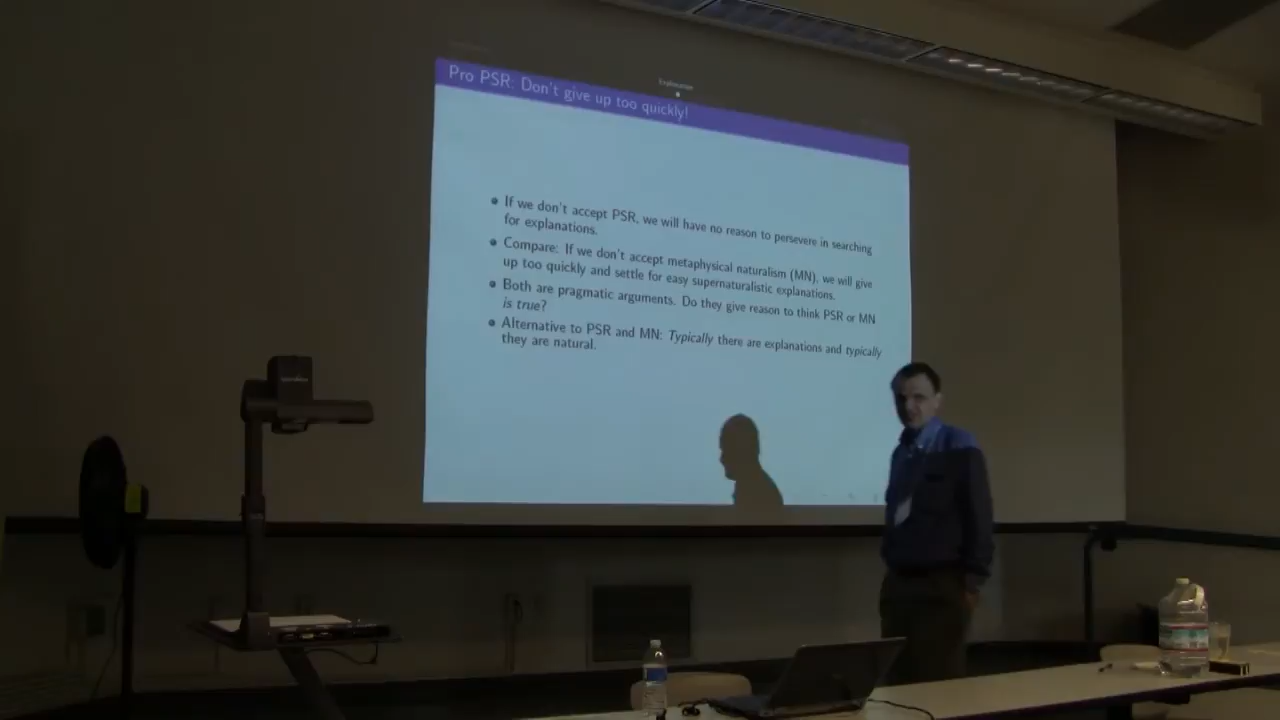 Explanation
Pro PSR: Don't give up too quickly!
If we don't accept PSR, we will have no reason to persevere in searching
for explanations.
Compare: If we don't accept metaphysical naturalism (MN), we will give
up too quickly and settle for easy supernaturalistic explanations.
Both are pragmatic arguments. Do they give reason to think PSR or MN
is true?
Alternative to PSR and MN: Typically there are explanations and typically
they are natural.